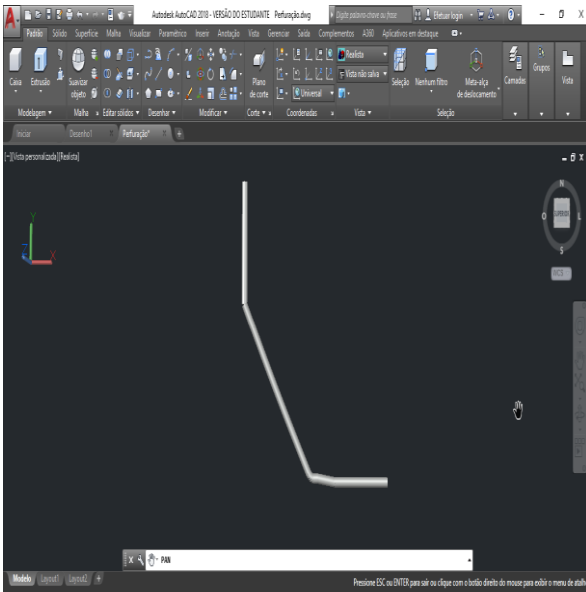 Autodesk AutoCAD 2018 - VERSÃO DO ESTUDANTE Perfuração.dwg Digite palavra-chave ou frase Efetuar login
Padrão Sólido Superfície Malha Visualizar Paramétrico Inserir Anotação Vista Gerenciar Saída Complementos A360 Aplicativos em destaque
Realista
Vista não salva
Universal
Caixa Extrusão Suavizar objeto Plano de corte Seleção Nenhum filtro Meta-alça de deslocamento Camadas Grupos Vista
Modelagem Malha Editar sólidos Desenhar Modificar Corte Coordenadas Vista Seleção
Iniciar Desenho1 Perfuração*
[−][Vista personalizada][Realista]
Y
Z X
N
O SUPERIOR L
S
WCS
PAN
Modelo Layout1 Layout2 +
Pressione ESC ou ENTER para sair ou clique com o botão direito do mouse para exibir o menu de atalh